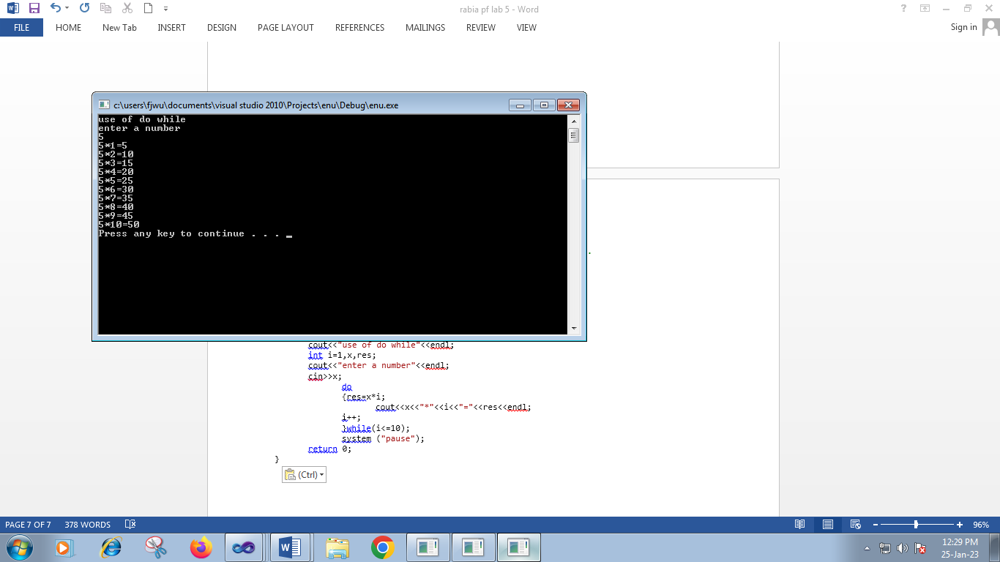 rabia pf lab 5 - Word
FILE HOME New Tab INSERT DESIGN PAGE LAYOUT REFERENCES MAILINGS REVIEW VIEW Sign in
c:\users\fjwu\documents\visual studio 2010\Projects\enu\Debug\enu.exe
use of do while
enter a number
5
5*1=5
5*2=10
5*3=15
5*4=20
5*5=25
5*6=30
5*7=35
5*8=40
5*9=45
5*10=50
Press any key to continue . . . _
cout<<"use of do while"<<endl;
int i=1,x,res;
cout<<"enter a number"<<endl;
cin>>x;
do
{res=x*i;
cout<<x<<"*"<<i<<"="<<res<<endl;
i++;
}while(i<=10);
system ("pause");
return 0;
}
(Ctrl)
PAGE 7 OF 7 378 WORDS 96%
12:29 PM
25-Jan-23